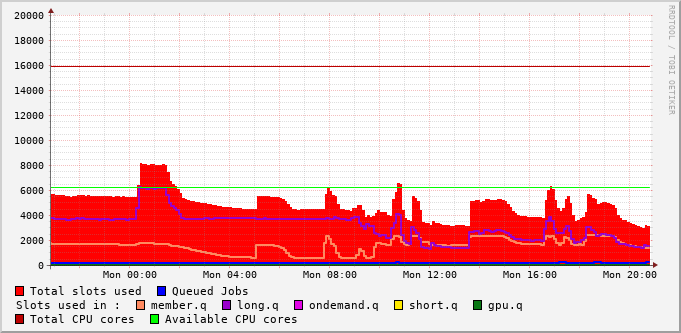 20000
18000
16000
14000
12000
10000
8000
6000
4000
2000
0
Mon 00:00 Mon 04:00 Mon 08:00 Mon 12:00 Mon 16:00 Mon 20:00
RRDTOOL / TOBI OETIKER
Total slots used Queued Jobs
Slots used in : member.q long.q ondemand.q short.q gpu.q
Total CPU cores Available CPU cores